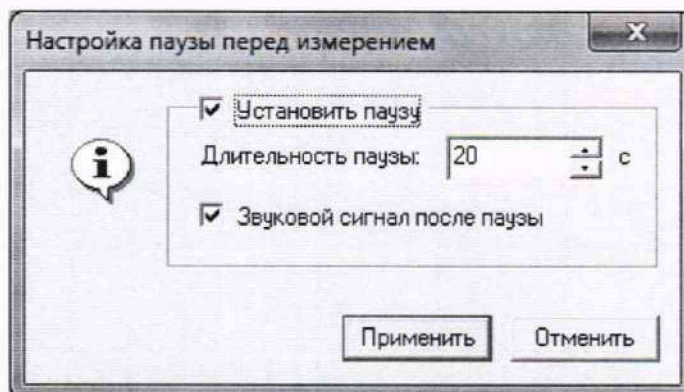 Настройка паузы перед измерением
Установить паузу
Длительность паузы: 20 с
Звуковой сигнал после паузы
Применить Отменить